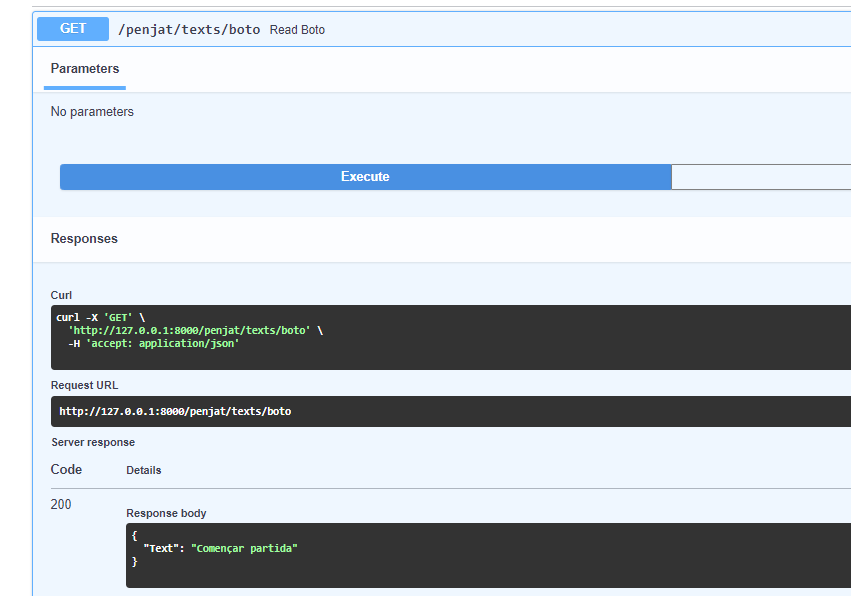 GET /penjat/texts/boto Read Boto
Parameters
No parameters
Execute
Responses
Curl
curl -X 'GET' \
'http://127.0.0.1:8000/penjat/texts/boto' \
-H 'accept: application/json'
Request URL
http://127.0.0.1:8000/penjat/texts/boto
Server response
Code Details
200
Response body
{
"Text": "Començar partida"
}